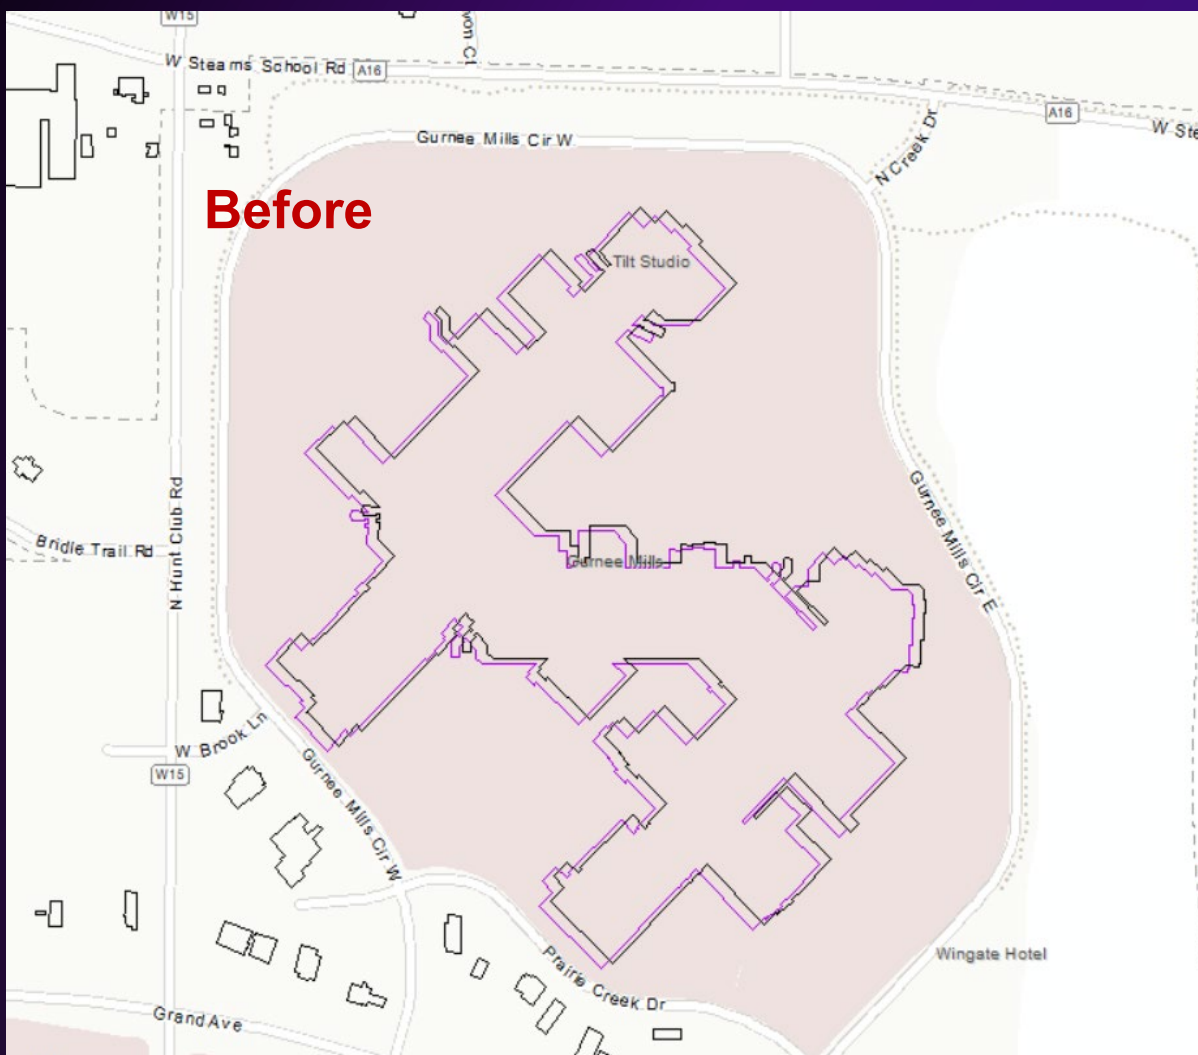 W15
yon Ct
W Stearns School Rd
A16
Gurnee Mills Cir W
A16
W Ste
N Creek Dr
Before
Tilt Studio
Gurnee Mills Cir E
N Hunt Club Rd
Bridle Trail Rd
Gurnee Mills
W Brook Ln
W15
Gurnee Mills Cir W
Prairie Creek Dr
Wingate Hotel
Grand Ave